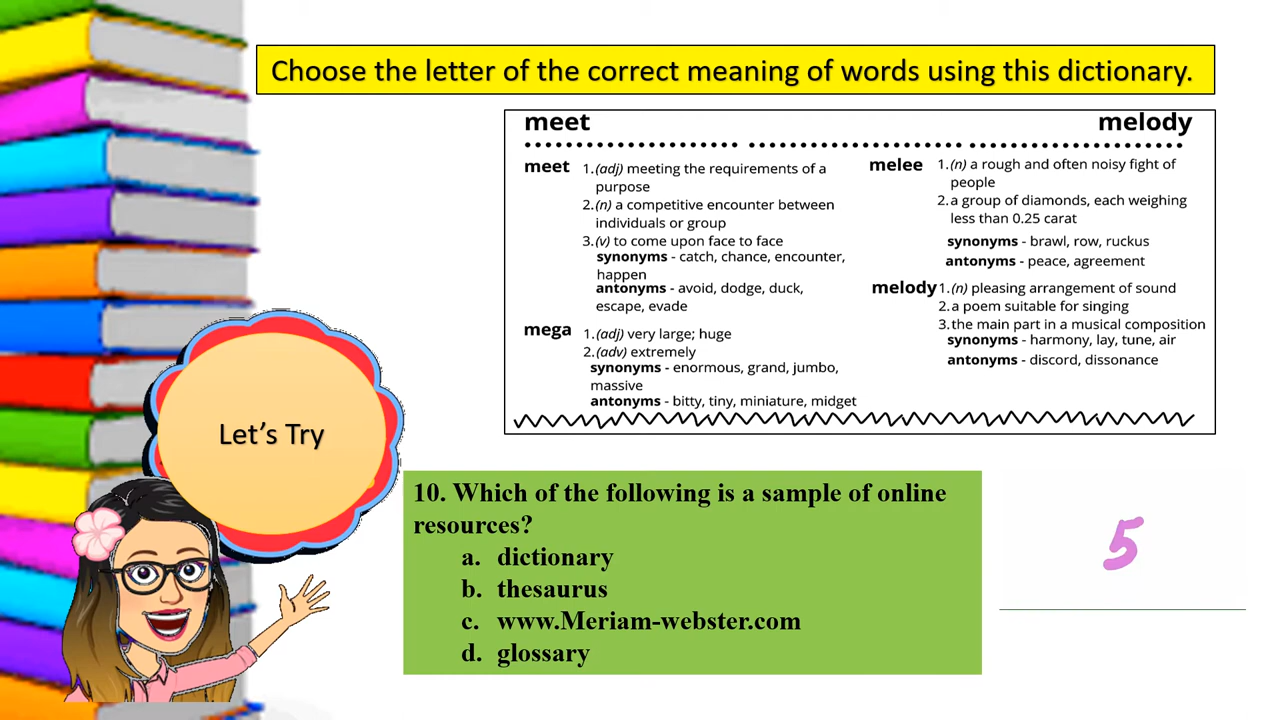 Choose the letter of the correct meaning of words using this dictionary.
meet
melody
meet 1.(adj) meeting the requirements of a
purpose
2.(n) a competitive encounter between
individuals or group
3.(v) to come upon face to face
synonyms - catch, chance, encounter,
happen
antonyms - avoid, dodge, duck,
escape, evade
mega 1.(adj) very large; huge
2.(adv) extremely
synonyms - enormous, grand, jumbo,
massive
antonyms - bitty, tiny, miniature, midget
melee 1.(n) a rough and often noisy fight of
people
2.a group of diamonds, each weighing
less than 0.25 carat
synonyms - brawl, row, ruckus
antonyms - peace, agreement
melody 1.(n) pleasing arrangement of sound
2.a poem suitable for singing
3.the main part in a musical composition
synonyms - harmony, lay, tune, air
antonyms - discord, dissonance
Let's Try
10. Which of the following is a sample of online
resources?
a. dictionary
b. thesaurus
c. www.Meriam-webster.com
d. glossary
5